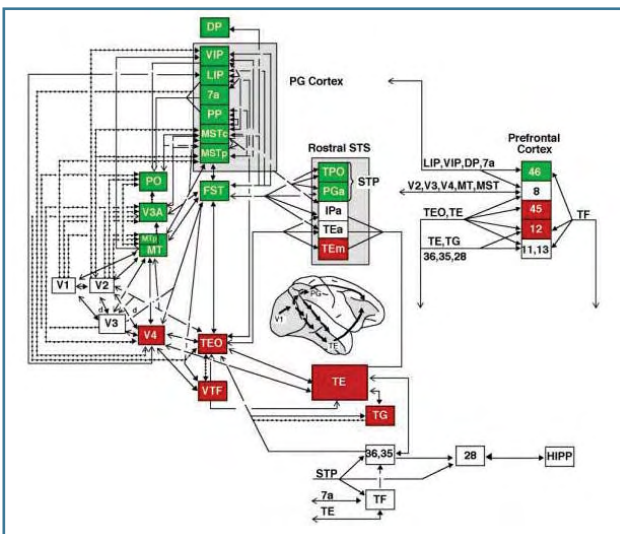 DP
VIP
LIP
7a
PP
MSTc
MSTp
PG Cortex
Rostral STS
TPO
PGa
STP
IPa
TEa
TEm
Prefrontal
Cortex
46
8
45
12
11,13
LIP,VIP,DP,7a
V2,V3,V4,MT,MST
TEO,TE
TF
TE,TG
36,35,28
PO
FST
V3A
MTp
MT
V1
V2
V3
d
d
V4
TEO
VTF
PG
V1
TE
TE
TG
36,35
28
HIPP
STP
7a
TF
TE